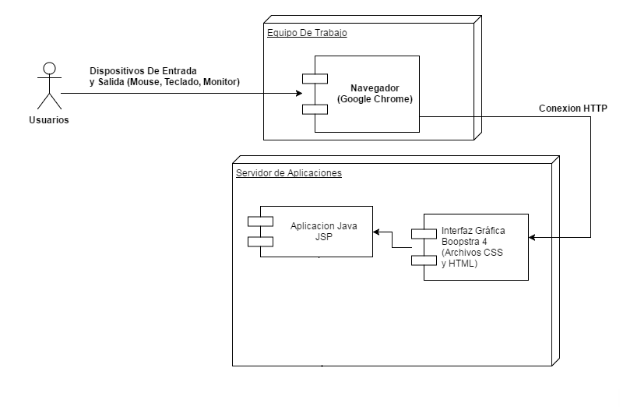 Equipo De Trabajo
Dispositivos De Entrada
y Salida (Mouse, Teclado, Monitor)
Navegador
(Google Chrome)
Usuarios
Conexion HTTP
Servidor de Aplicaciones
Aplicacion Java
JSP
Interfaz Gráfica
Boopstra 4
(Archivos CSS
y HTML)